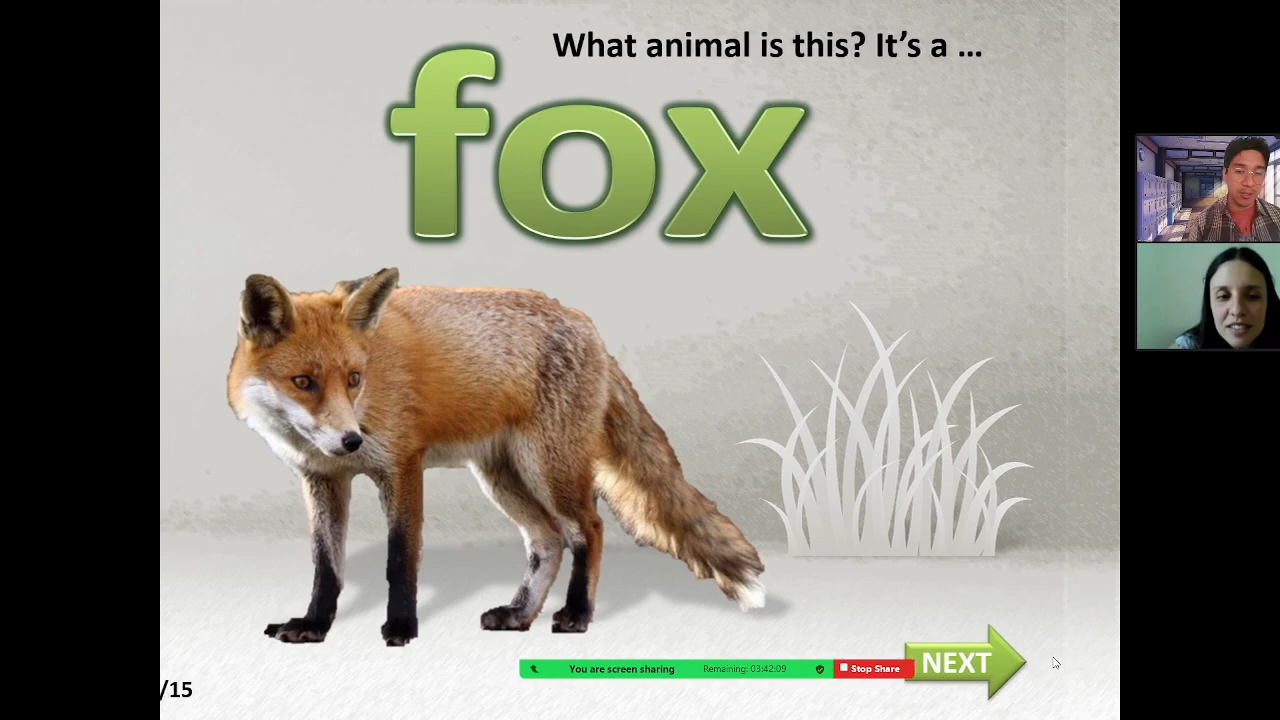 What animal is this? It’s a ...
fox
NEXT
You are screen sharing Remaining: 03:42:09 Stop Share
/15